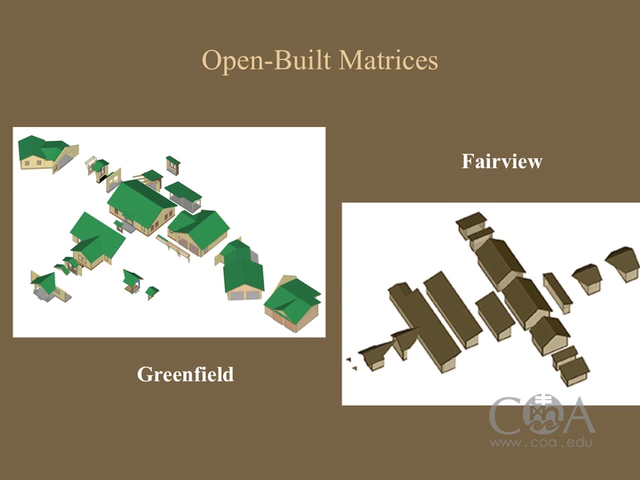 Open-Built Matrices
Fairview
Greenfield
COA
www.coa.edu